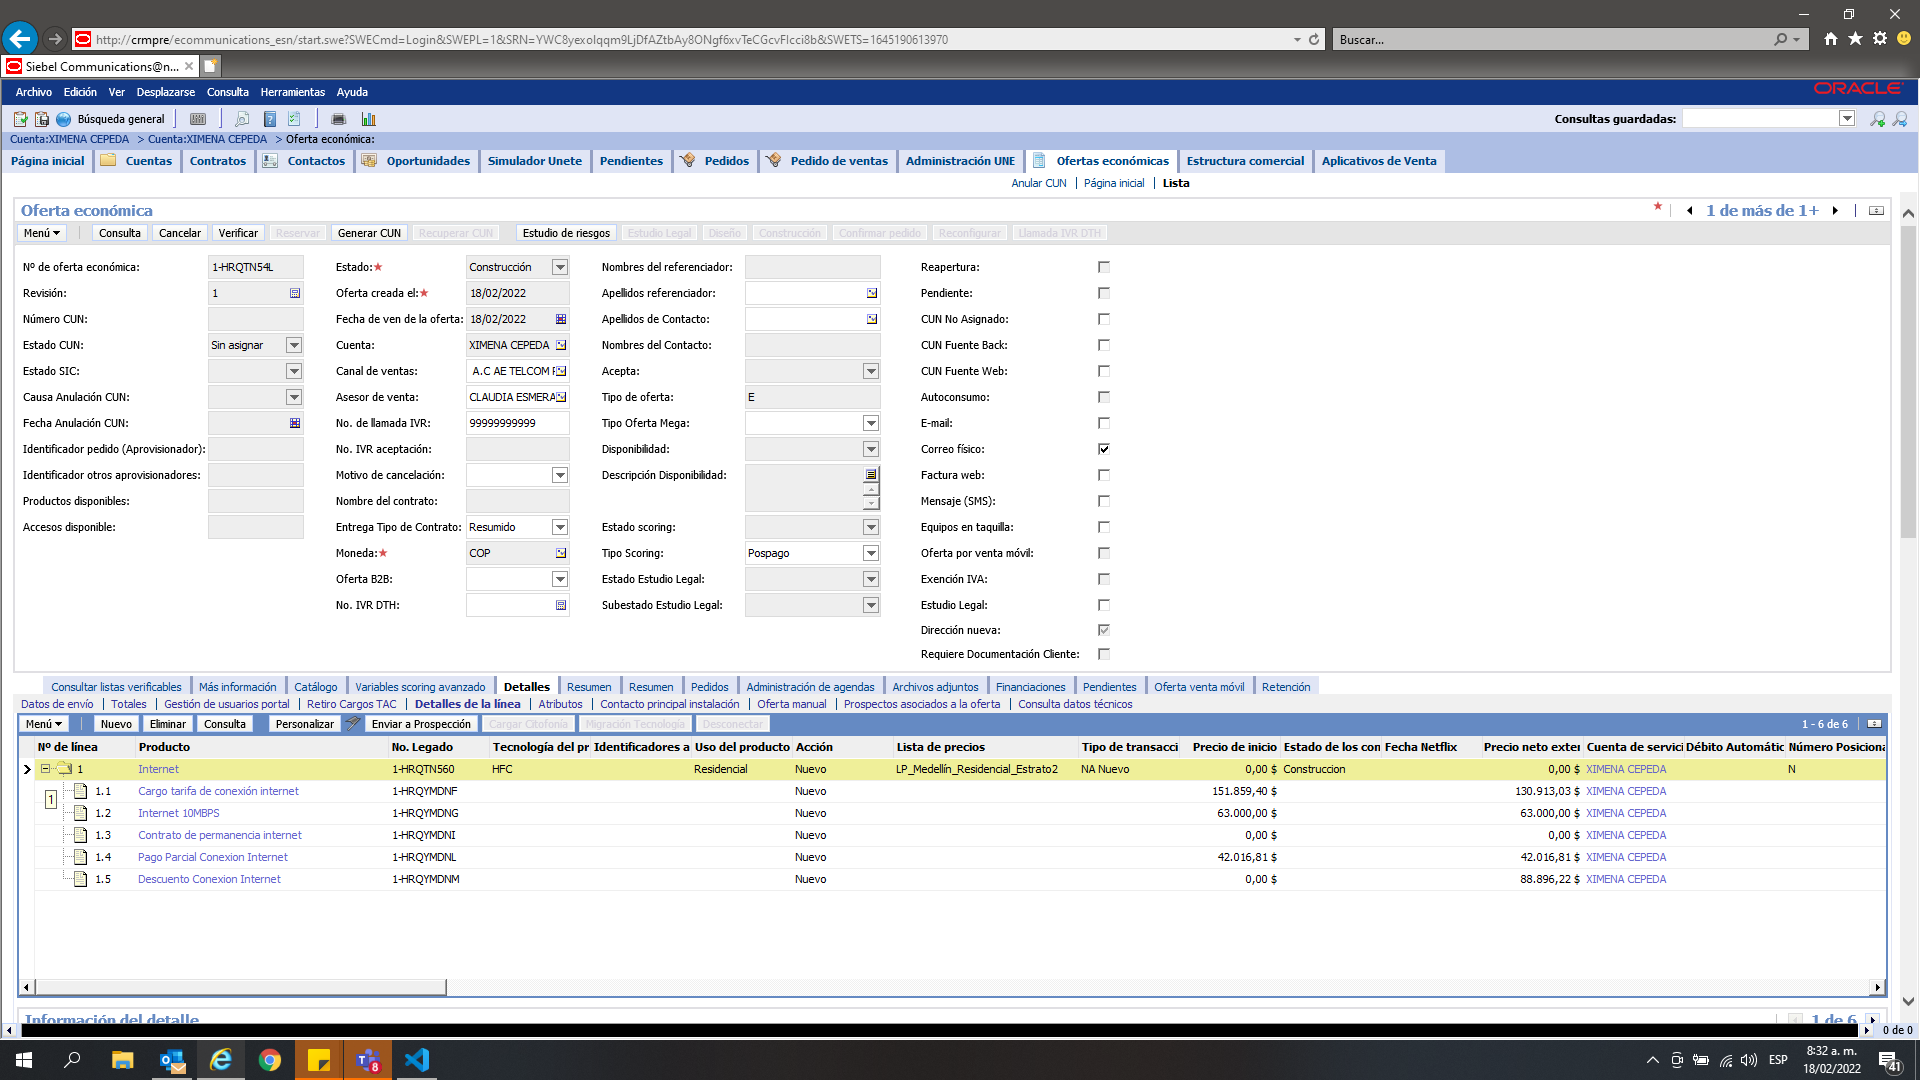 http://crmpre/ecommunications_esn/start.swe?SWECmd=Login&SWEPL=1&SRN=YWC8yexoIqqm9LjDfAZtbAy8ONgf6xvTeCGcvFIcci8b&SWETS=1645190613970 Buscar...
Siebel Communications@n...
Archivo Edición Ver Desplazarse Consulta Herramientas Ayuda ORACLE
Búsqueda general Consultas guardadas:
Cuenta:XIMENA CEPEDA > Cuenta:XIMENA CEPEDA > Oferta económica:
Página inicial Cuentas Contratos Contactos Oportunidades Simulador Unete Pendientes Pedidos Pedido de ventas Administración UNE Ofertas económicas Estructura comercial Aplicativos de Venta
Anular CUN Página inicial Lista
Oferta económica 1 de más de 1+
Menú Consulta Cancelar Verificar Reservar Generar CUN Recuperar CUN Estudio de riesgos Estudio Legal Diseño Construcción Confirmar pedido Reconfigurar Llamada IVR DTH
Nº de oferta económica: 1-HRQTN54L Estado: Construcción Nombres del referenciador: Reapertura:
Revisión: 1 Oferta creada el: 18/02/2022 Apellidos referenciador: Pendiente:
Número CUN: Fecha de ven de la oferta: 18/02/2022 Apellidos de Contacto: CUN No Asignado:
Estado CUN: Sin asignar Cuenta: XIMENA CEPEDA Nombres del Contacto: CUN Fuente Back:
Estado SIC: Canal de ventas: A.C AE TELCOM Acepta: CUN Fuente Web:
Causa Anulación CUN: Asesor de venta: CLAUDIA ESMERA Tipo de oferta: E Autoconsumo:
Fecha Anulación CUN: No. de llamada IVR: 99999999999 Tipo Oferta Mega: E-mail:
Identificador pedido (Aprovisionador): No. IVR aceptación: Disponibilidad: Correo físico:
Identificador otros aprovisionadores: Motivo de cancelación: Descripción Disponibilidad: Factura web:
Productos disponibles: Nombre del contrato: Mensaje (SMS):
Accesos disponible: Entrega Tipo de Contrato: Resumido Estado scoring: Equipos en taquilla:
Moneda: COP Tipo Scoring: Pospago Oferta por venta móvil:
Oferta B2B: Estado Estudio Legal: Exención IVA:
No. IVR DTH: Subestado Estudio Legal: Estudio Legal:
Dirección nueva:
Requiere Documentación Cliente:
Consultar listas verificables Más información Catálogo Variables scoring avanzado Detalles Resumen Resumen Pedidos Administración de agendas Archivos adjuntos Financiaciones Pendientes Oferta venta móvil Retención
Datos de envío Totales Gestión de usuarios portal Retiro Cargos TAC Detalles de la línea Atributos Contacto principal instalación Oferta manual Prospectos asociados a la oferta Consulta datos técnicos
Menú Nuevo Eliminar Consulta Personalizar Enviar a Prospección Cargar Citofonía Migración Tecnología Desconectar 1 - 6 de 6
Nº de línea Producto No. Legado Tecnología del pr Identificadores a Uso del producto Acción Lista de precios Tipo de transacci Precio de inicio Estado de los con Fecha Netflix Precio neto exter Cuenta de servici Débito Automátic Número Posiciona
1 Internet 1-HRQTN560 HFC Residencial Nuevo LP_Medellín_Residencial_Estrato2 NA Nuevo 0,00 $ Construccion 0,00 $ XIMENA CEPEDA N
1.1 Cargo tarifa de conexión internet 1-HRQYMDNF Nuevo 151.859,40 $ 130.913,03 $ XIMENA CEPEDA
1
1.2 Internet 10MBPS 1-HRQYMDNG Nuevo 63.000,00 $ 63.000,00 $ XIMENA CEPEDA
1.3 Contrato de permanencia internet 1-HRQYMDNI Nuevo 0,00 $ 0,00 $ XIMENA CEPEDA
1.4 Pago Parcial Conexion Internet 1-HRQYMDNL Nuevo 42.016,81 $ 42.016,81 $ XIMENA CEPEDA
1.5 Descuento Conexion Internet 1-HRQYMDNM Nuevo 0,00 $ 88.896,22 $ XIMENA CEPEDA
Información del detalle 1 de 6
0 de 0
8 ESP 8:32 a. m.
18/02/2022 41